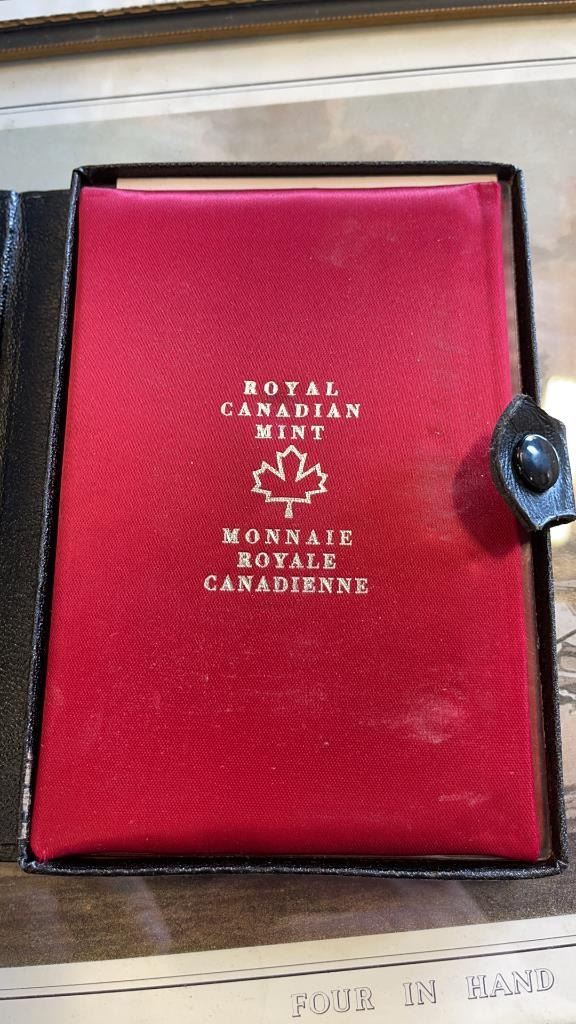 ROYAL
CANADIAN
MINT
MONNAIE
ROYALE
CANADIENNE
FOUR IN HAND